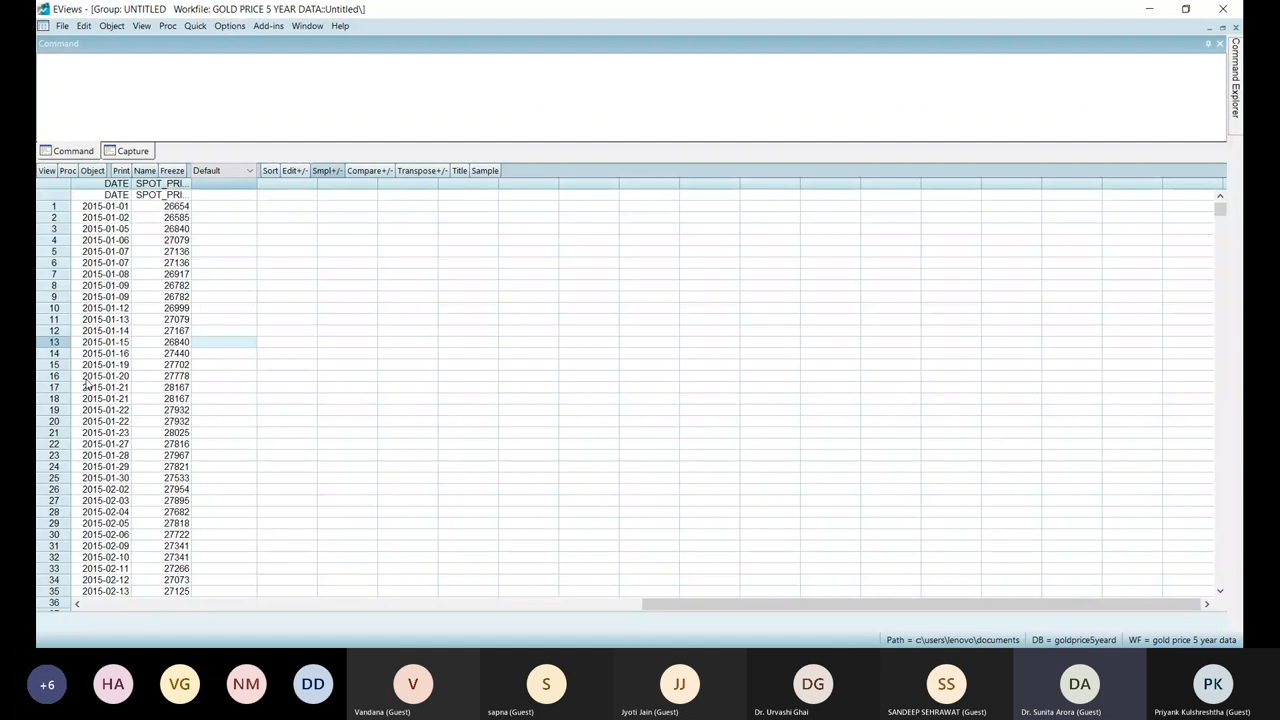 EViews - [Group: UNTITLED   Workfile: GOLD PRICE 5 YEAR DATA::Untitled\]
File Edit Object View Proc Quick Options Add-ins Window Help
Command
Command Explorer
Command Capture
View Proc Object Print Name Freeze Default Sort Edit+/- Smpl+/- Compare+/- Transpose+/- Title Sample
DATE SPOT_PRI...
DATE SPOT_PRI...
1 2015-01-01 26654
2 2015-01-02 26585
3 2015-01-05 26840
4 2015-01-06 27079
5 2015-01-07 27136
6 2015-01-07 27136
7 2015-01-08 26917
8 2015-01-09 26782
9 2015-01-09 26782
10 2015-01-12 26999
11 2015-01-13 27079
12 2015-01-14 27167
13 2015-01-15 26840
14 2015-01-16 27440
15 2015-01-19 27702
16 2015-01-20 27778
17 2015-01-21 28167
18 2015-01-21 28167
19 2015-01-22 27932
20 2015-01-22 27932
21 2015-01-23 28025
22 2015-01-27 27816
23 2015-01-28 27967
24 2015-01-29 27821
25 2015-01-30 27533
26 2015-02-02 27954
27 2015-02-03 27895
28 2015-02-04 27682
29 2015-02-05 27818
30 2015-02-06 27722
31 2015-02-09 27341
32 2015-02-10 27341
33 2015-02-11 27266
34 2015-02-12 27073
35 2015-02-13 27125
36
Path = c:\users\lenovo\documents DB = goldprice5yeard WF = gold price 5 year data
+6 HA VG NM DD V S JJ DG SS DA PK
Vandana (Guest) sapna (Guest) Jyoti Jain (Guest) Dr. Urvashi Ghai SANDEEP SEHRAWAT (Guest) Dr. Sunita Arora (Guest) Priyank Kulshreshtha (Guest)